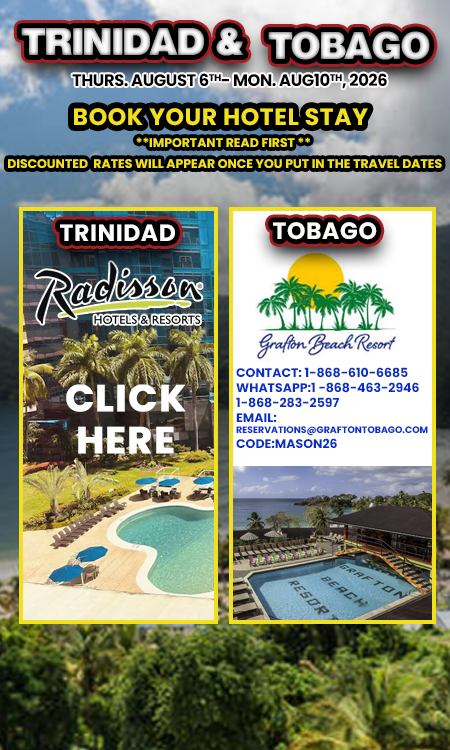 TRINIDAD & TOBAGO
THURS. AUGUST 6TH- MON. AUG10TH, 2026
BOOK YOUR HOTEL STAY
**IMPORTANT READ FIRST **
DISCOUNTED RATES WILL APPEAR ONCE YOU PUT IN THE TRAVEL DATES
TRINIDAD
Radisson
HOTELS & RESORTS
CLICK
HERE
TOBAGO
Grafton Beach Resort
CONTACT: 1-868-610-6685
WHATSAPP:1 -868-463-2946
1-868-283-2597
EMAIL:
RESERVATIONS@GRAFTONTOBAGO.COM
CODE:MASON26
GRAFTON
BEACH
RESORT